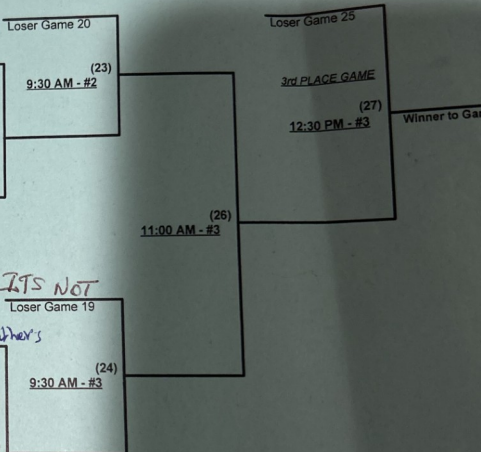 Loser Game 20
(23)
9:30 AM - #2
Loser Game 25
3rd PLACE GAME
(27)
12:30 PM - #3
Winner to
(26)
11:00 AM - #3
ITS NOT
Loser Game 19
(24)
9:30 AM - #3